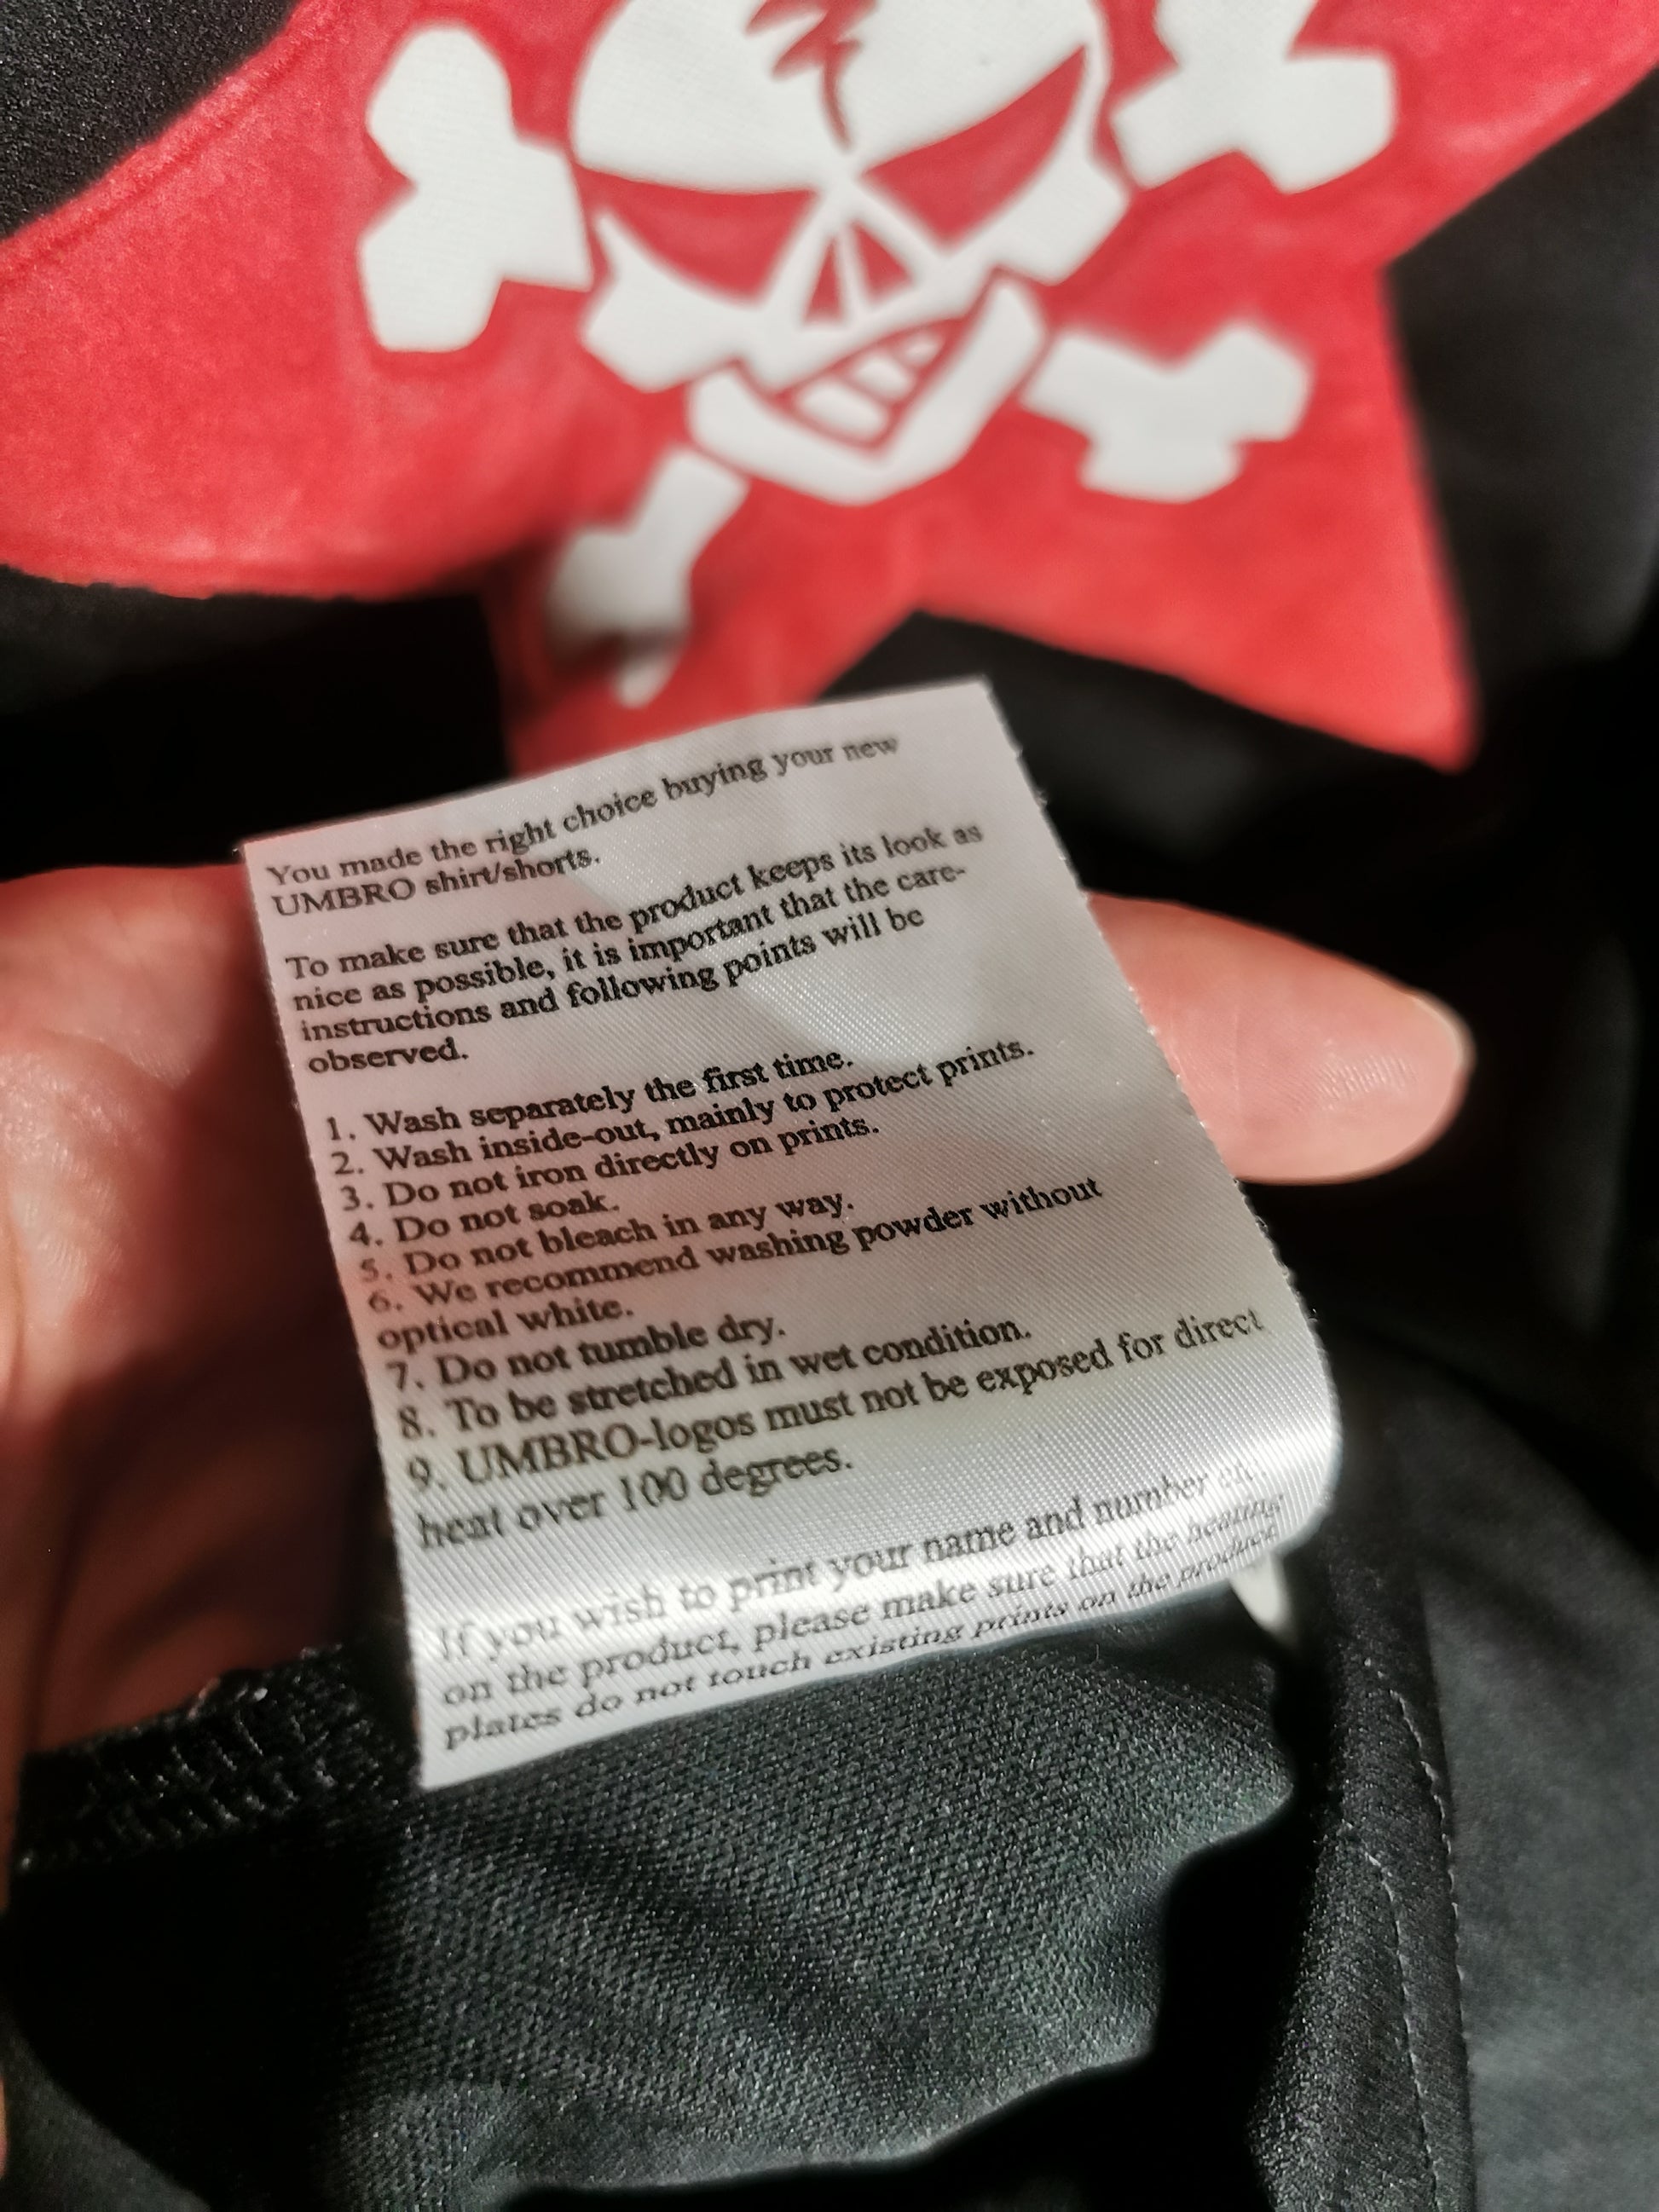 You made the right choice buying your new
UMBRO shirt/shorts.
To make sure that the product keeps its look as
nice as possible, it is important that the care-
instructions and following points will be
observed.
1. Wash separately the first time.
2. Wash inside-out, mainly to protect prints.
3. Do not iron directly on prints.
4. Do not soak.
5. Do not bleach in any way.
6. We recommend washing powder without
optical white.
7. Do not tumble dry.
8. To be stretched in wet condition.
9. UMBRO-logos must not be exposed for direct
heat over 100 degrees.
If you wish to print your name and number etc.
on the product, please make sure that the heating
plates do not touch existing prints on the product.